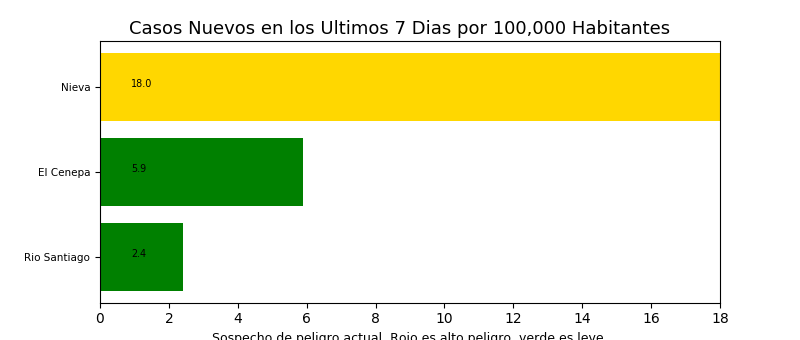 Casos Nuevos en los Ultimos 7 Dias por 100,000 Habitantes
Nieva
18.0
El Cenepa
5.9
Rio Santiago
2.4
0 2 4 6 8 10 12 14 16 18
Sospecho de peligro actual. Rojo es alto peligro, verde es leve